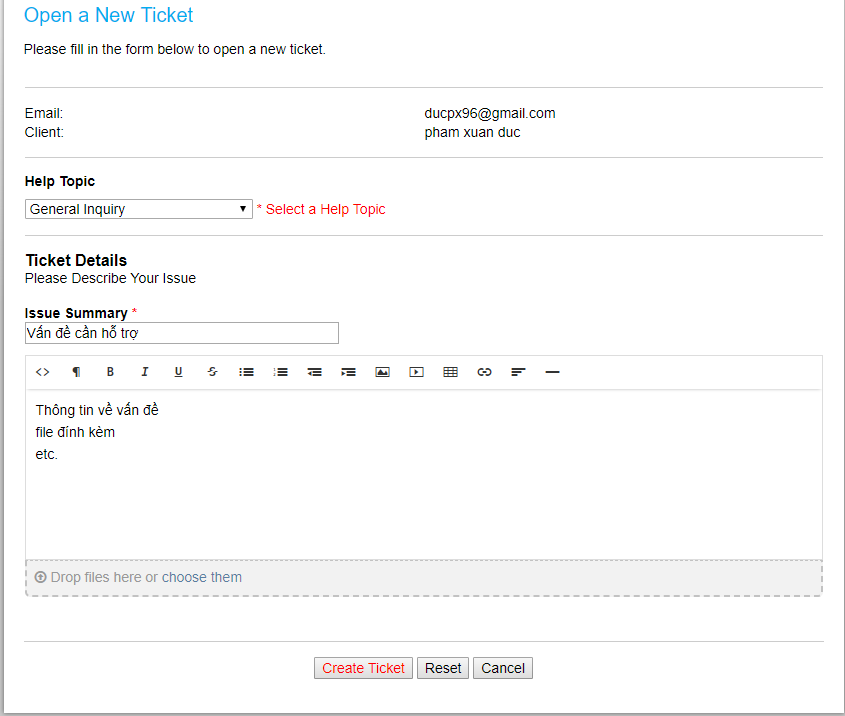 Open a New Ticket
Please fill in the form below to open a new ticket.
Email: ducpx96@gmail.com
Client: pham xuan duc
Help Topic
General Inquiry * Select a Help Topic
Ticket Details
Please Describe Your Issue
Issue Summary *
Vấn đề cần hỗ trợ
<> ¶ B I U S
Thông tin về vấn đề
file đính kèm
etc.
Drop files here or choose them
Create Ticket Reset Cancel